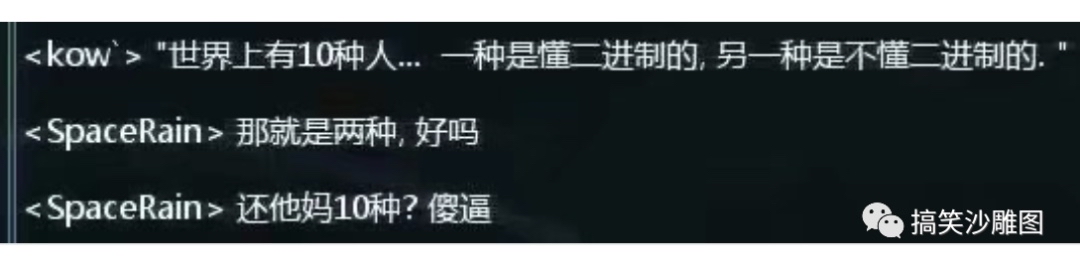 <kow`> "世界上有10种人... 一种是懂二进制的, 另一种是不懂二进制的. "
<SpaceRain> 那就是两种, 好吗
<SpaceRain> 还他妈10种? 傻逼
搞笑沙雕图